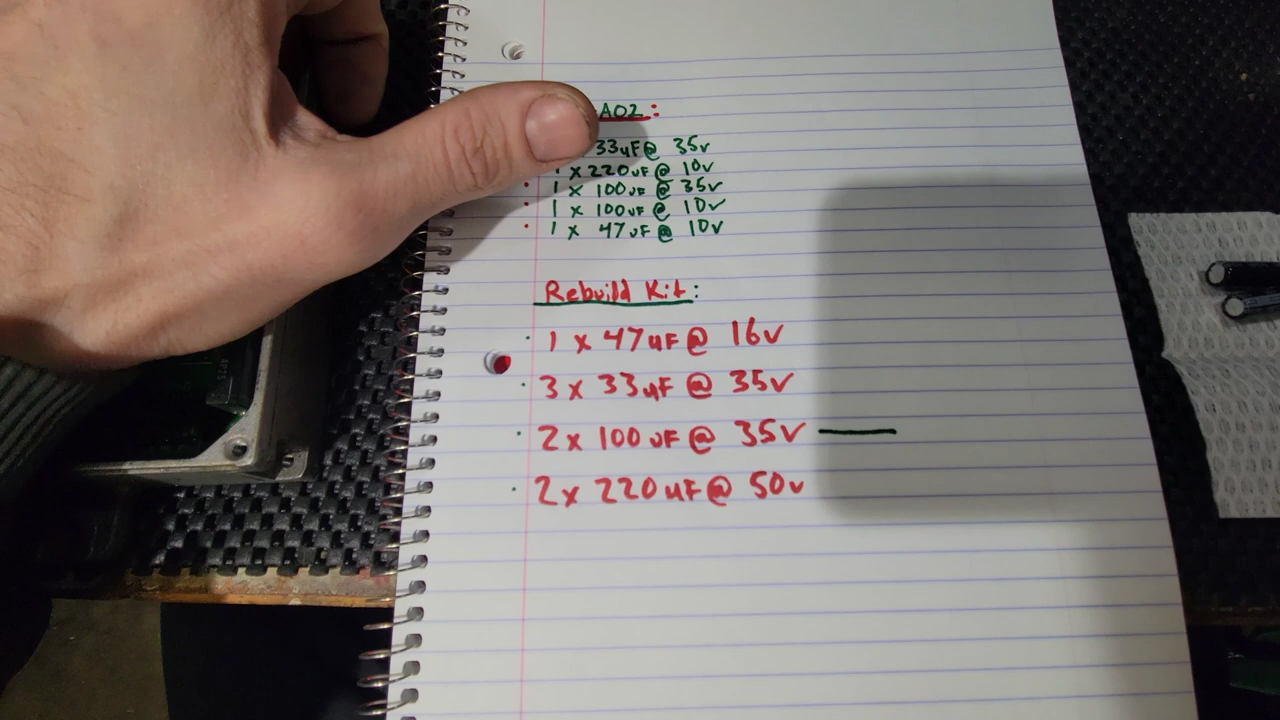 A02:
33uF@ 35v
1 x 220uF @ 10v
1 x 100uF @ 35v
1 x 100uF @ 10v
1 x 47uF @ 10v
Rebuild Kit:
1 x 47uF @ 16v
3 x 33uF @ 35v
2 x 100uF @ 35v
2 x 220uF @ 50v